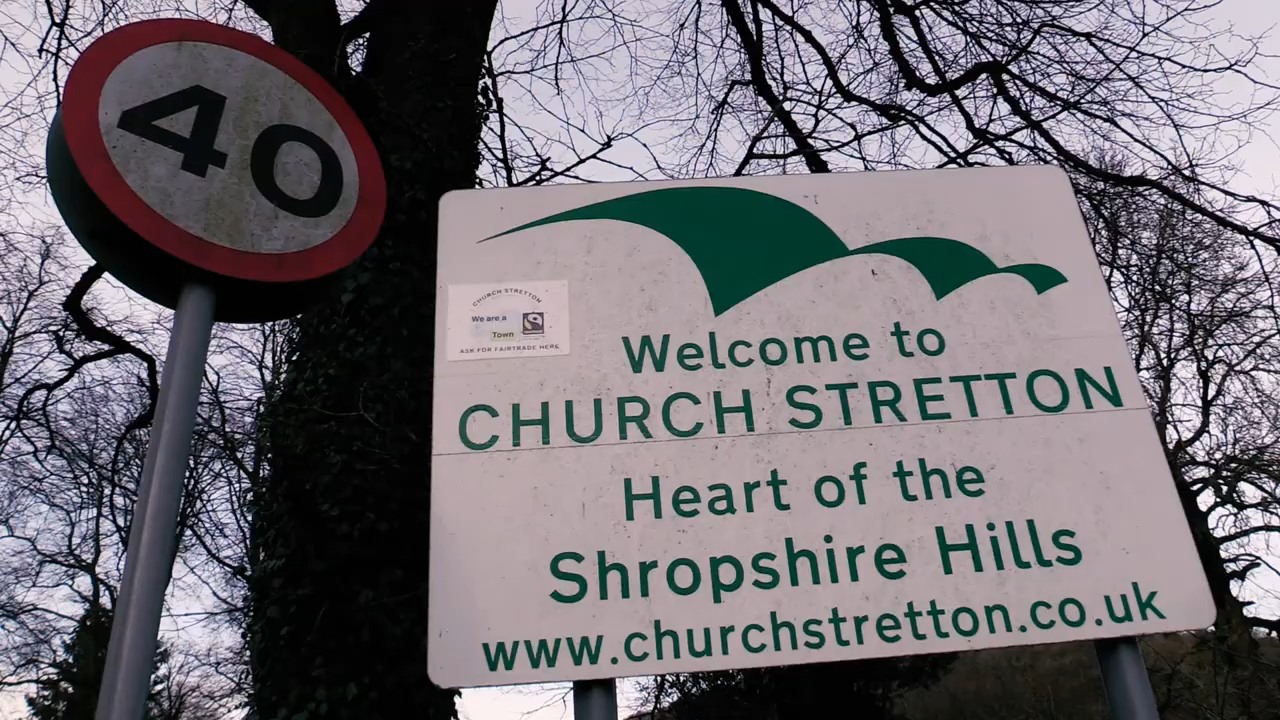 40
CHURCH STRETTON
We are a
Town
ASK FOR FAIRTRADE HERE
Welcome to
CHURCH STRETTON
Heart of the
Shropshire Hills
www.churchstretton.co.uk